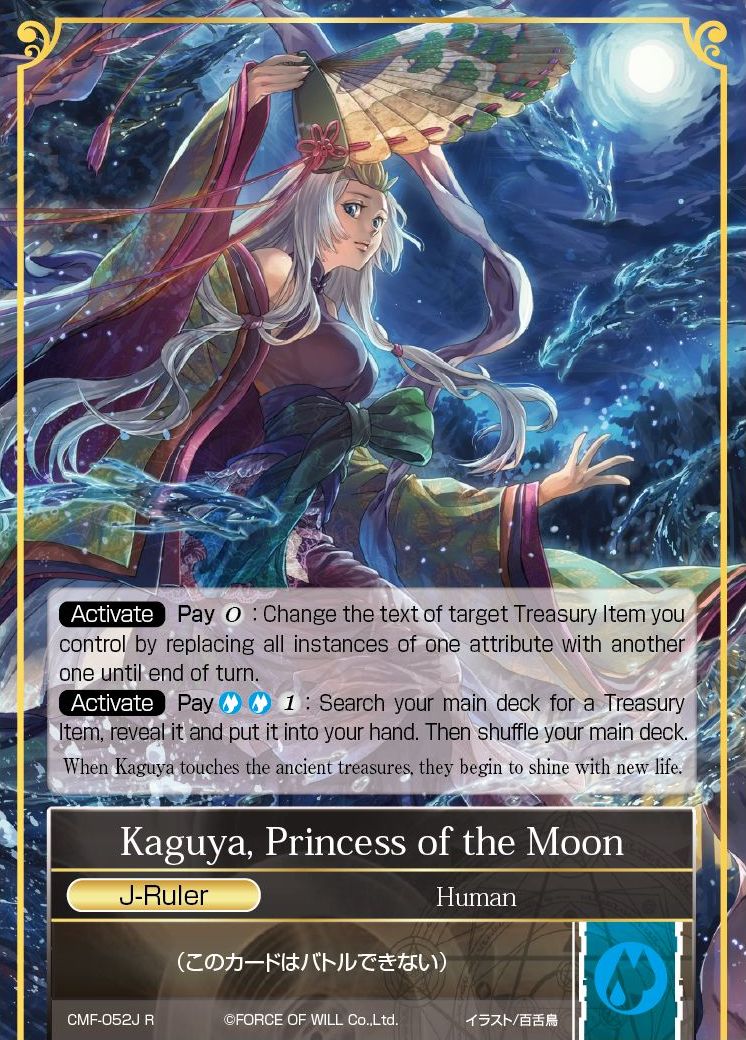 Activate Pay 0 : Change the text of target Treasury Item you
control by replacing all instances of one attribute with another
one until end of turn.
Activate Pay 1 : Search your main deck for a Treasury
Item, reveal it and put it into your hand. Then shuffle your main deck.
When Kaguya touches the ancient treasures, they begin to shine with new life.
Kaguya, Princess of the Moon
J-Ruler Human
(このカードはバトルできない)
CMF-052J R ©FORCE OF WILL Co.,Ltd. イラスト/百舌鳥